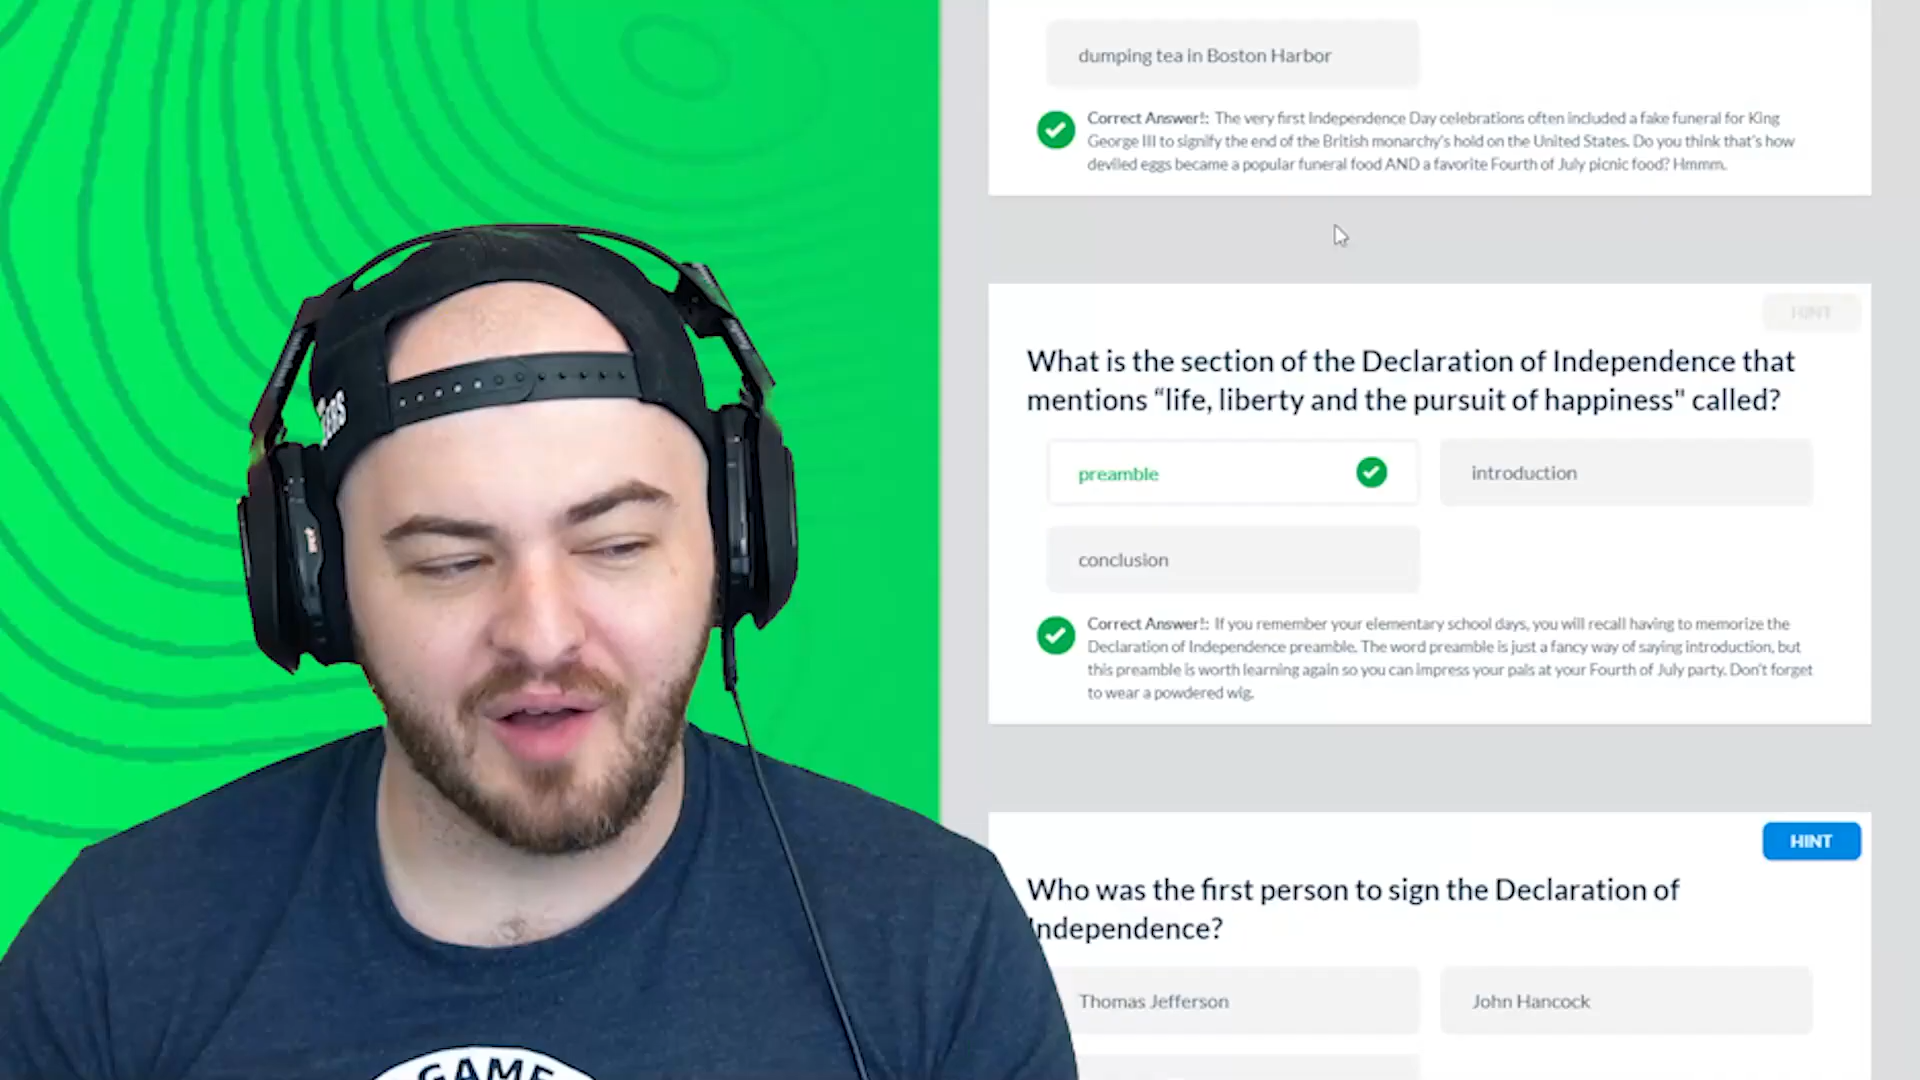 dumping tea in Boston Harbor
Correct Answer!: The very first Independence Day celebrations often included a fake funeral for King
George III to signify the end of the British monarchy's hold on the United States. Do you think that's how
deviled eggs became a popular funeral food AND a favorite Fourth of July picnic food? Hmmm.
HINT
What is the section of the Declaration of Independence that
mentions “life, liberty and the pursuit of happiness" called?
preamble
introduction
conclusion
Correct Answer!: If you remember your elementary school days, you will recall having to memorize the
Declaration of Independence preamble. The word preamble is just a fancy way of saying introduction, but
this preamble is worth learning again so you can impress your pals at your Fourth of July party. Don't forget
to wear a powdered wig.
HINT
Who was the first person to sign the Declaration of
Independence?
Thomas Jefferson
John Hancock
GAME